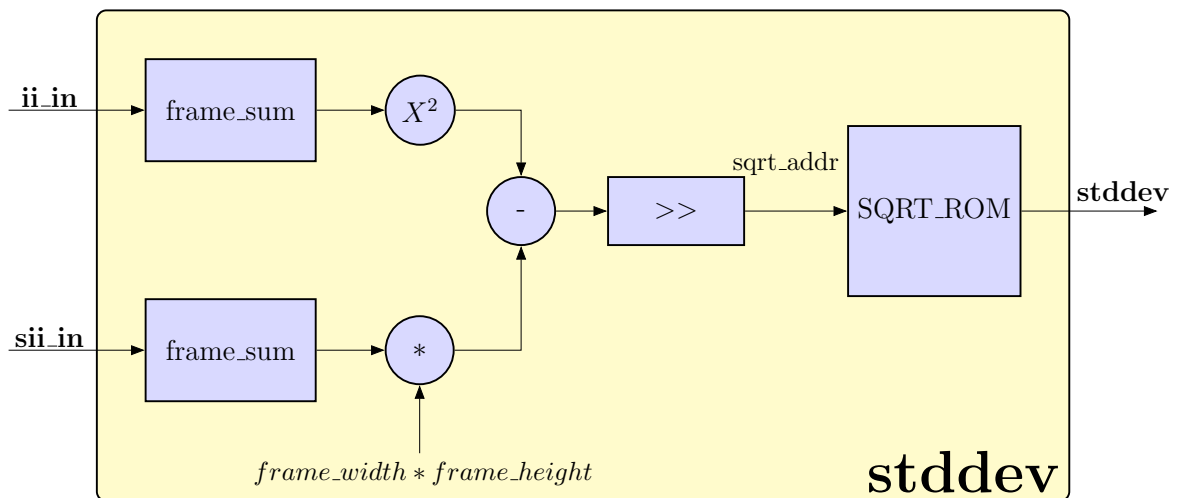 ii_in
frame_sum
X²
sqrt_addr
stddev
-
>>
SQRT_ROM
sii_in
frame_sum
*
frame_width * frame_height
stddev